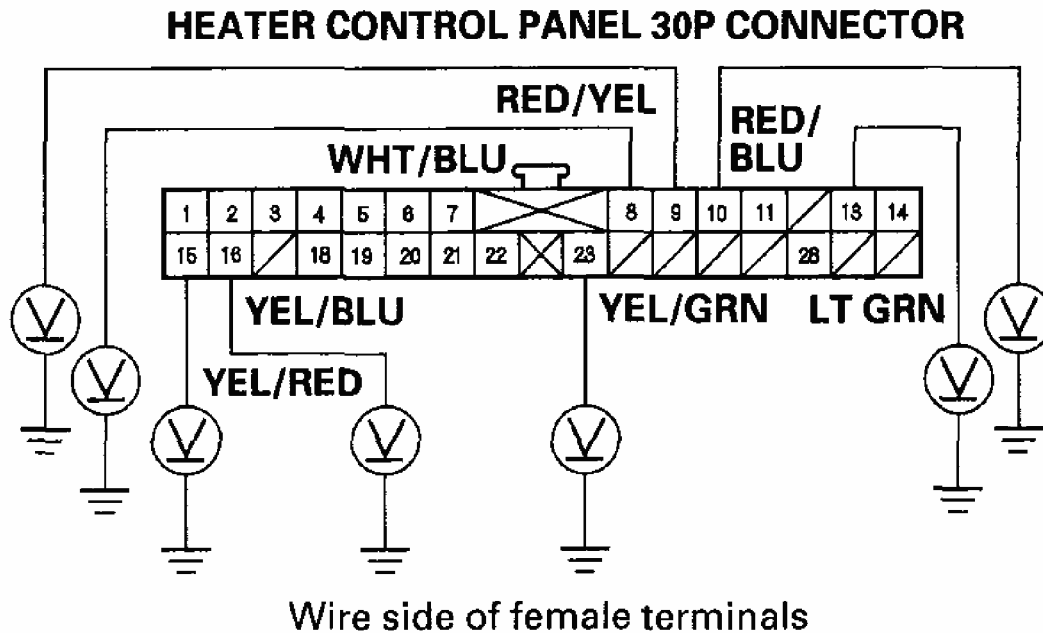 HEATER CONTROL PANEL 30P CONNECTOR
RED/YEL
RED/
BLU
WHT/BLU
1 2 3 4 5 6 7 8 9 10 11 13 14
15 16 18 19 20 21 22 23 26
YEL/BLU
YEL/GRN
LT GRN
YEL/RED
V V V V V V V
Wire side of female terminals